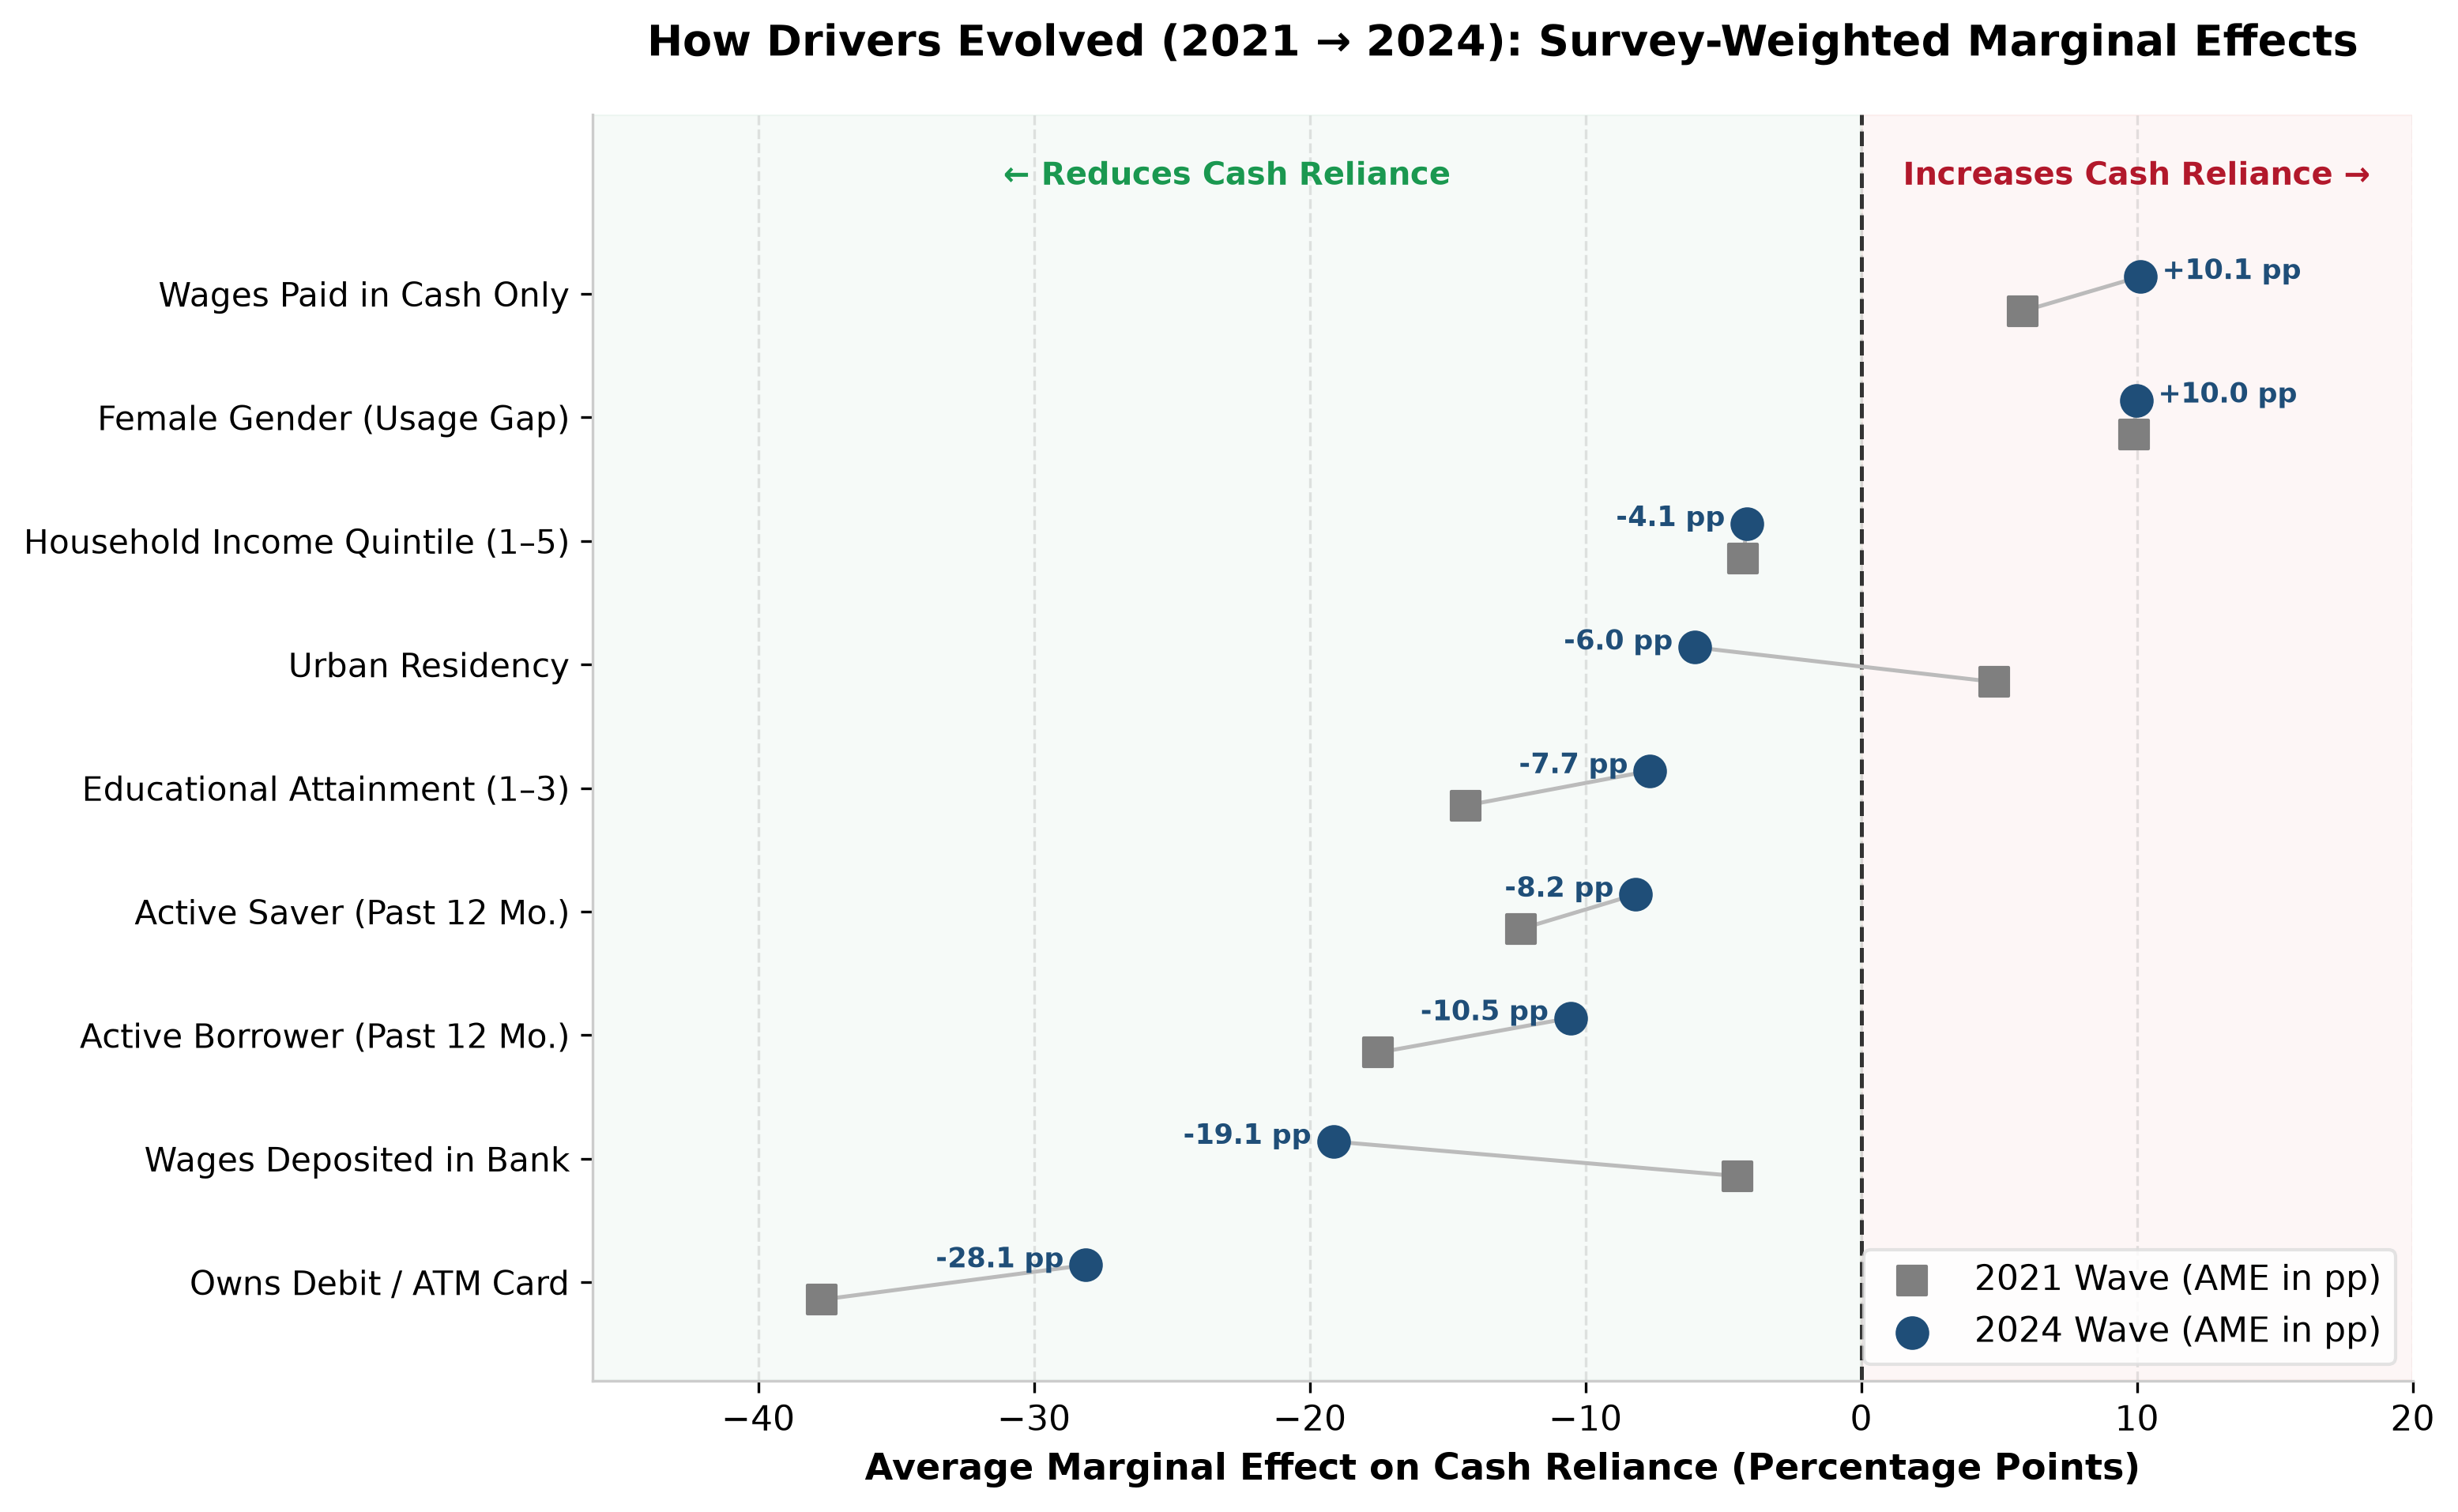 How Drivers Evolved (2021 → 2024): Survey-Weighted Marginal Effects
← Reduces Cash Reliance
Increases Cash Reliance →
Wages Paid in Cash Only
+10.1 pp
Female Gender (Usage Gap)
+10.0 pp
Household Income Quintile (1–5)
-4.1 pp
Urban Residency
-6.0 pp
Educational Attainment (1–3)
-7.7 pp
Active Saver (Past 12 Mo.)
-8.2 pp
Active Borrower (Past 12 Mo.)
-10.5 pp
Wages Deposited in Bank
-19.1 pp
Owns Debit / ATM Card
-28.1 pp
2021 Wave (AME in pp)
2024 Wave (AME in pp)
−40 −30 −20 −10 0 10 20
Average Marginal Effect on Cash Reliance (Percentage Points)